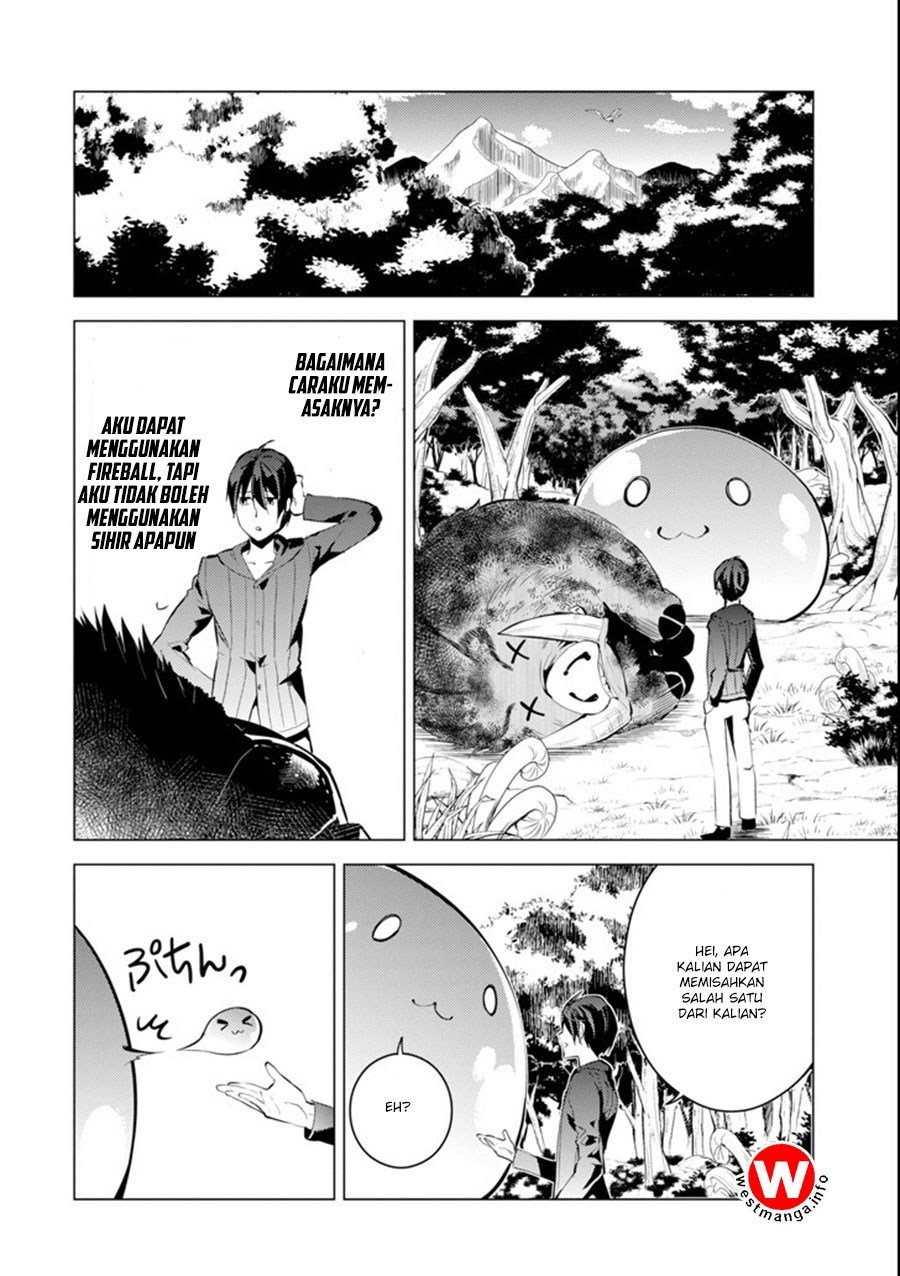 BAGAIMANA
CARAKU MEM-
ASAKNYA?
AKU DAPAT
MENGGUNAKAN
FIREBALL, TAPI
AKU TIDAK BOLEH
MENGGUNAKAN
SIHIR APAPUN
HEI, APA
KALIAN DAPAT
MEMISAHKAN
SALAH SATU
DARI KALIAN?
EH?
ぷちんっ
W
westmanga.info